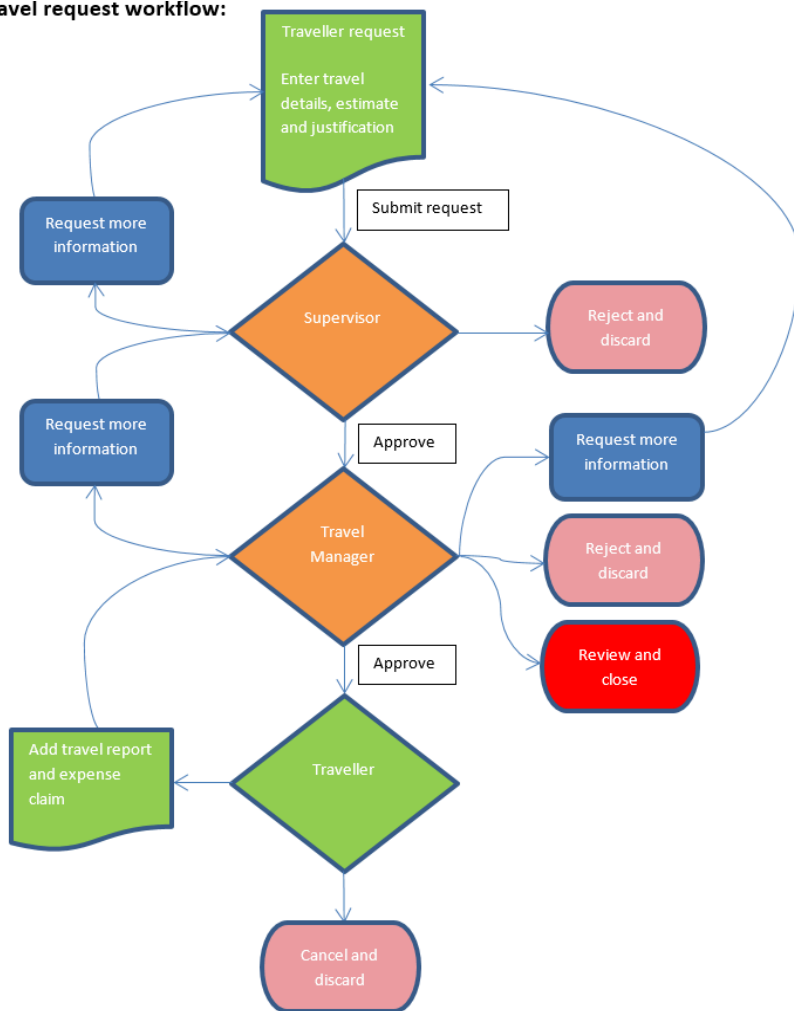 avel request workflow:
Traveller request
Enter travel
details, estimate
and justification
Submit request
Request more
information
Supervisor
Reject and
discard
Approve
Request more
information
Request more
information
Travel
Manager
Reject and
discard
Approve
Review and
close
Add travel report
and expense
claim
Traveller
Cancel and
discard